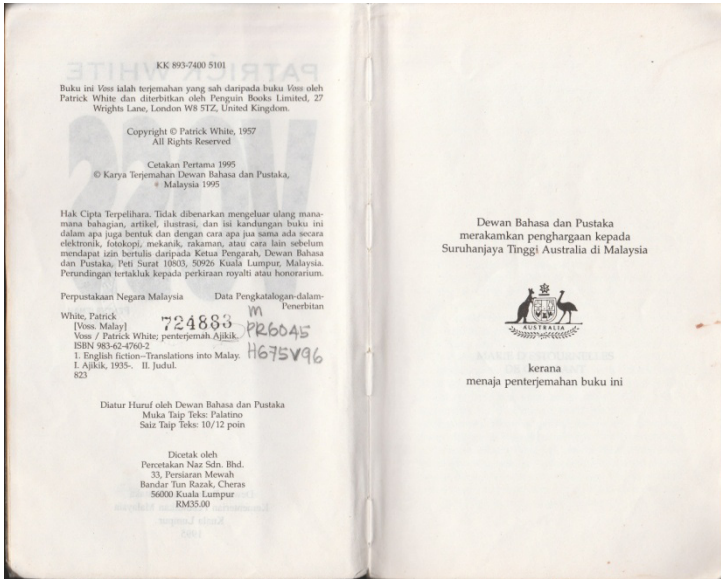 KK 893-7400 5101
Buku ini Voss ialah terjemahan yang sah daripada buku Voss oleh
Patrick White dan diterbitkan oleh Penguin Books Limited, 27
Wrights Lane, London W8 5TZ, United Kingdom.
Copyright © Patrick White, 1957
All Rights Reserved
Cetakan Pertama 1995
© Karya Terjemahan Dewan Bahasa dan Pustaka,
Malaysia 1995
Hak Cipta Terpelihara. Tidak dibenarkan mengeluar ulang mana-
mana bahagian, artikel, ilustrasi, dan isi kandungan buku ini
dalam apa juga bentuk dan dengan cara apa jua sama ada secara
elektronik, fotokopi, mekanik, rakaman, atau cara lain sebelum
mendapat izin bertulis daripada Ketua Pengarah, Dewan Bahasa
dan Pustaka, Peti Surat 10803, 50926 Kuala Lumpur, Malaysia.
Perundingan tertakluk kepada perkiraan royalti atau honorarium.
Perpustakaan Negara Malaysia Data Pengkatalogan-dalam-
Penerbitan
White, Patrick
[Voss. Malay]
Voss / Patrick White; penterjemah Ajikik.
ISBN 983-62-4760-2
1. English fiction--Translations into Malay.
I. Ajikik, 1935-. II. Judul.
823
724883
m
PR6045
H675V96
Diatur Huruf oleh Dewan Bahasa dan Pustaka
Muka Taip Teks: Palatino
Saiz Taip Teks: 10/12 poin
Dicetak oleh
Percetakan Naz Sdn. Bhd.
33, Persiaran Mewah
Bandar Tun Razak, Cheras
56000 Kuala Lumpur
RM35.00
Dewan Bahasa dan Pustaka
merakamkan penghargaan kepada
Suruhanjaya Tinggi Australia di Malaysia
AUSTRALIA
kerana
menaja penterjemahan buku ini